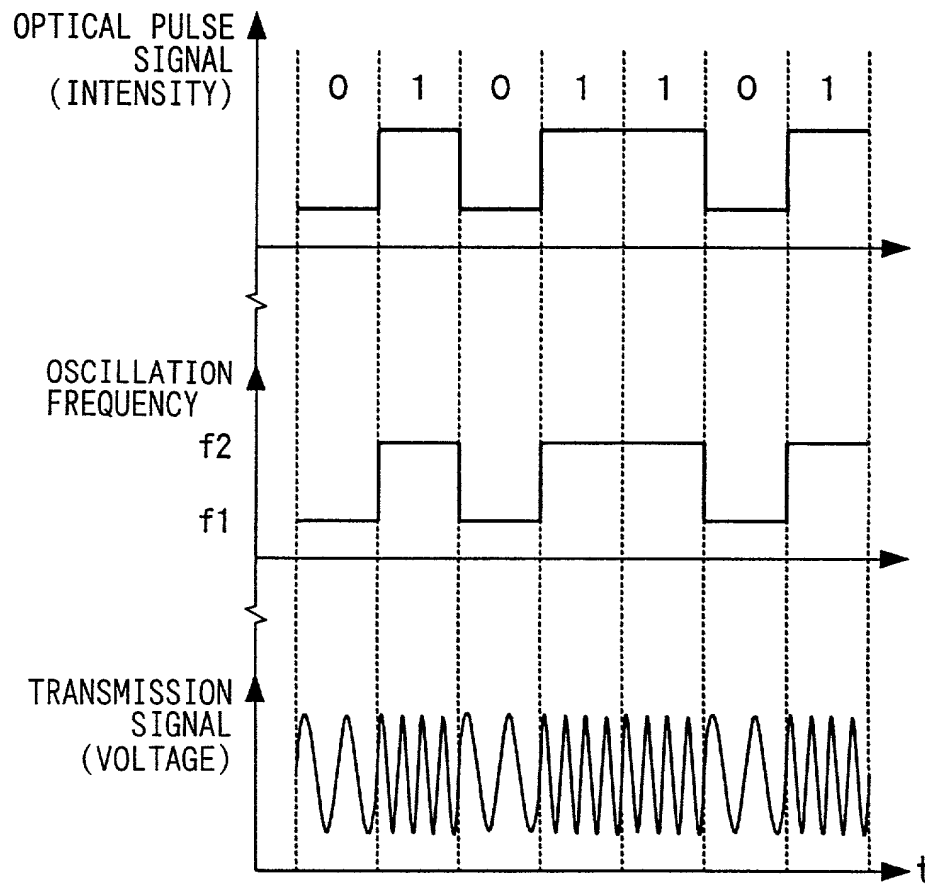 OPTICAL PULSE
SIGNAL
(INTENSITY)
0 1 0 1 1 0 1
OSCILLATION
FREQUENCY
f2
f1
TRANSMISSION
SIGNAL
(VOLTAGE)
t